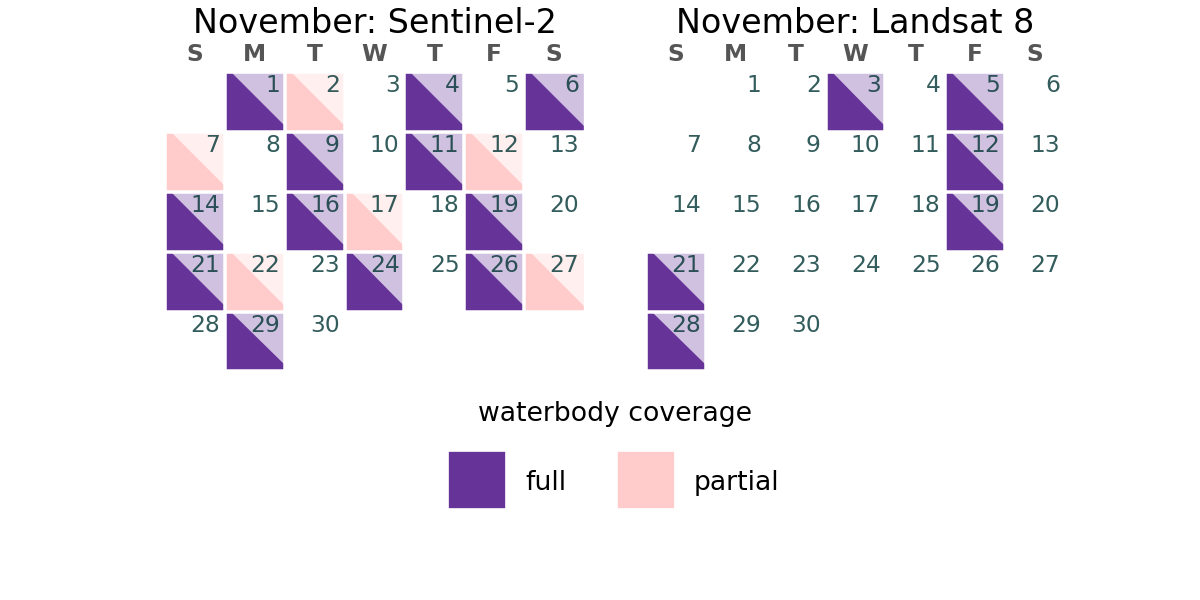 November: Sentinel-2
S M T W T F S
1 2 3 4 5 6
7 8 9 10 11 12 13
14 15 16 17 18 19 20
21 22 23 24 25 26 27
28 29 30
November: Landsat 8
S M T W T F S
1 2 3 4 5 6
7 8 9 10 11 12 13
14 15 16 17 18 19 20
21 22 23 24 25 26 27
28 29 30
waterbody coverage
full partial